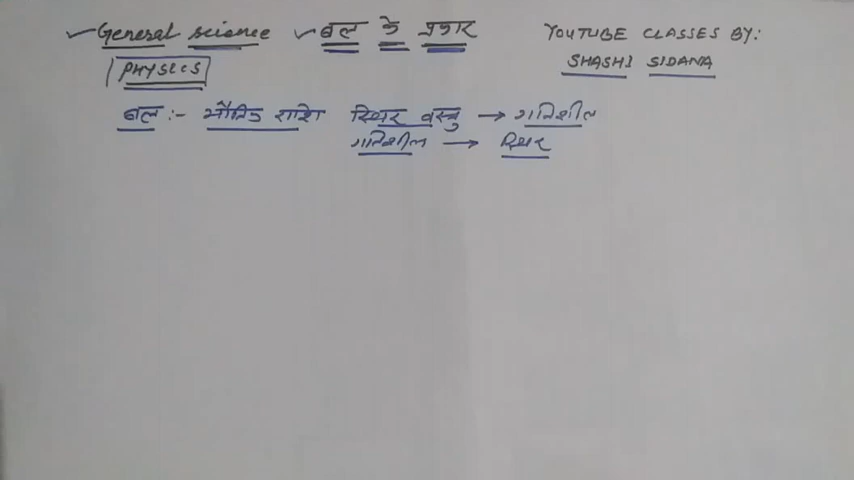 ✓General science ✓बल के प्रकार YOUTUBE CLASSES BY:
PHYSICS SHASHI SIDANA
बल :- भौतिक राशि स्थिर वस्तु → गतिशील
गतिशील → स्थिर